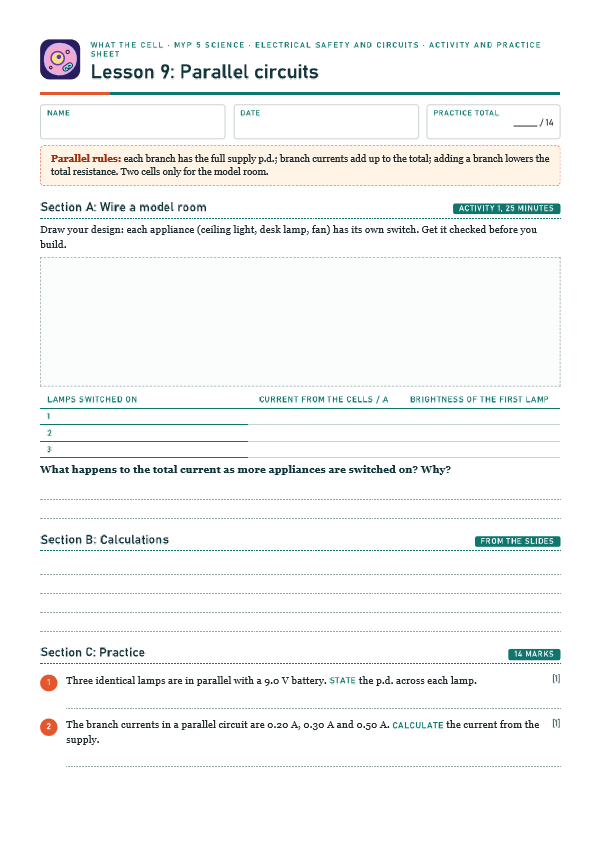 WHAT THE CELL · MYP 5 SCIENCE · ELECTRICAL SAFETY AND CIRCUITS · ACTIVITY AND PRACTICE
SHEET
Lesson 9: Parallel circuits
NAME
DATE
PRACTICE TOTAL
_____ / 14
Parallel rules: each branch has the full supply p.d.; branch currents add up to the total; adding a branch lowers the
total resistance. Two cells only for the model room.
Section A: Wire a model room
ACTIVITY 1, 25 MINUTES
Draw your design: each appliance (ceiling light, desk lamp, fan) has its own switch. Get it checked before you
build.
LAMPS SWITCHED ON CURRENT FROM THE CELLS / A BRIGHTNESS OF THE FIRST LAMP
1
2
3
What happens to the total current as more appliances are switched on? Why?
Section B: Calculations
FROM THE SLIDES
Section C: Practice
14 MARKS
1 Three identical lamps are in parallel with a 9.0 V battery. STATE the p.d. across each lamp. [1]
2 The branch currents in a parallel circuit are 0.20 A, 0.30 A and 0.50 A. CALCULATE the current from the [1]
supply.